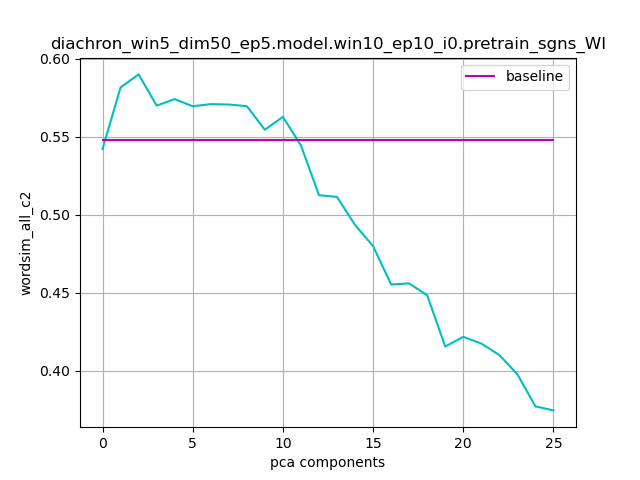 diachron_win5_dim50_ep5.model.win10_ep10_i0.pretrain_sgns_WI
baseline
0.60
0.55
0.50
0.45
0.40
wordsim_all_c2
0 5 10 15 20 25
pca components